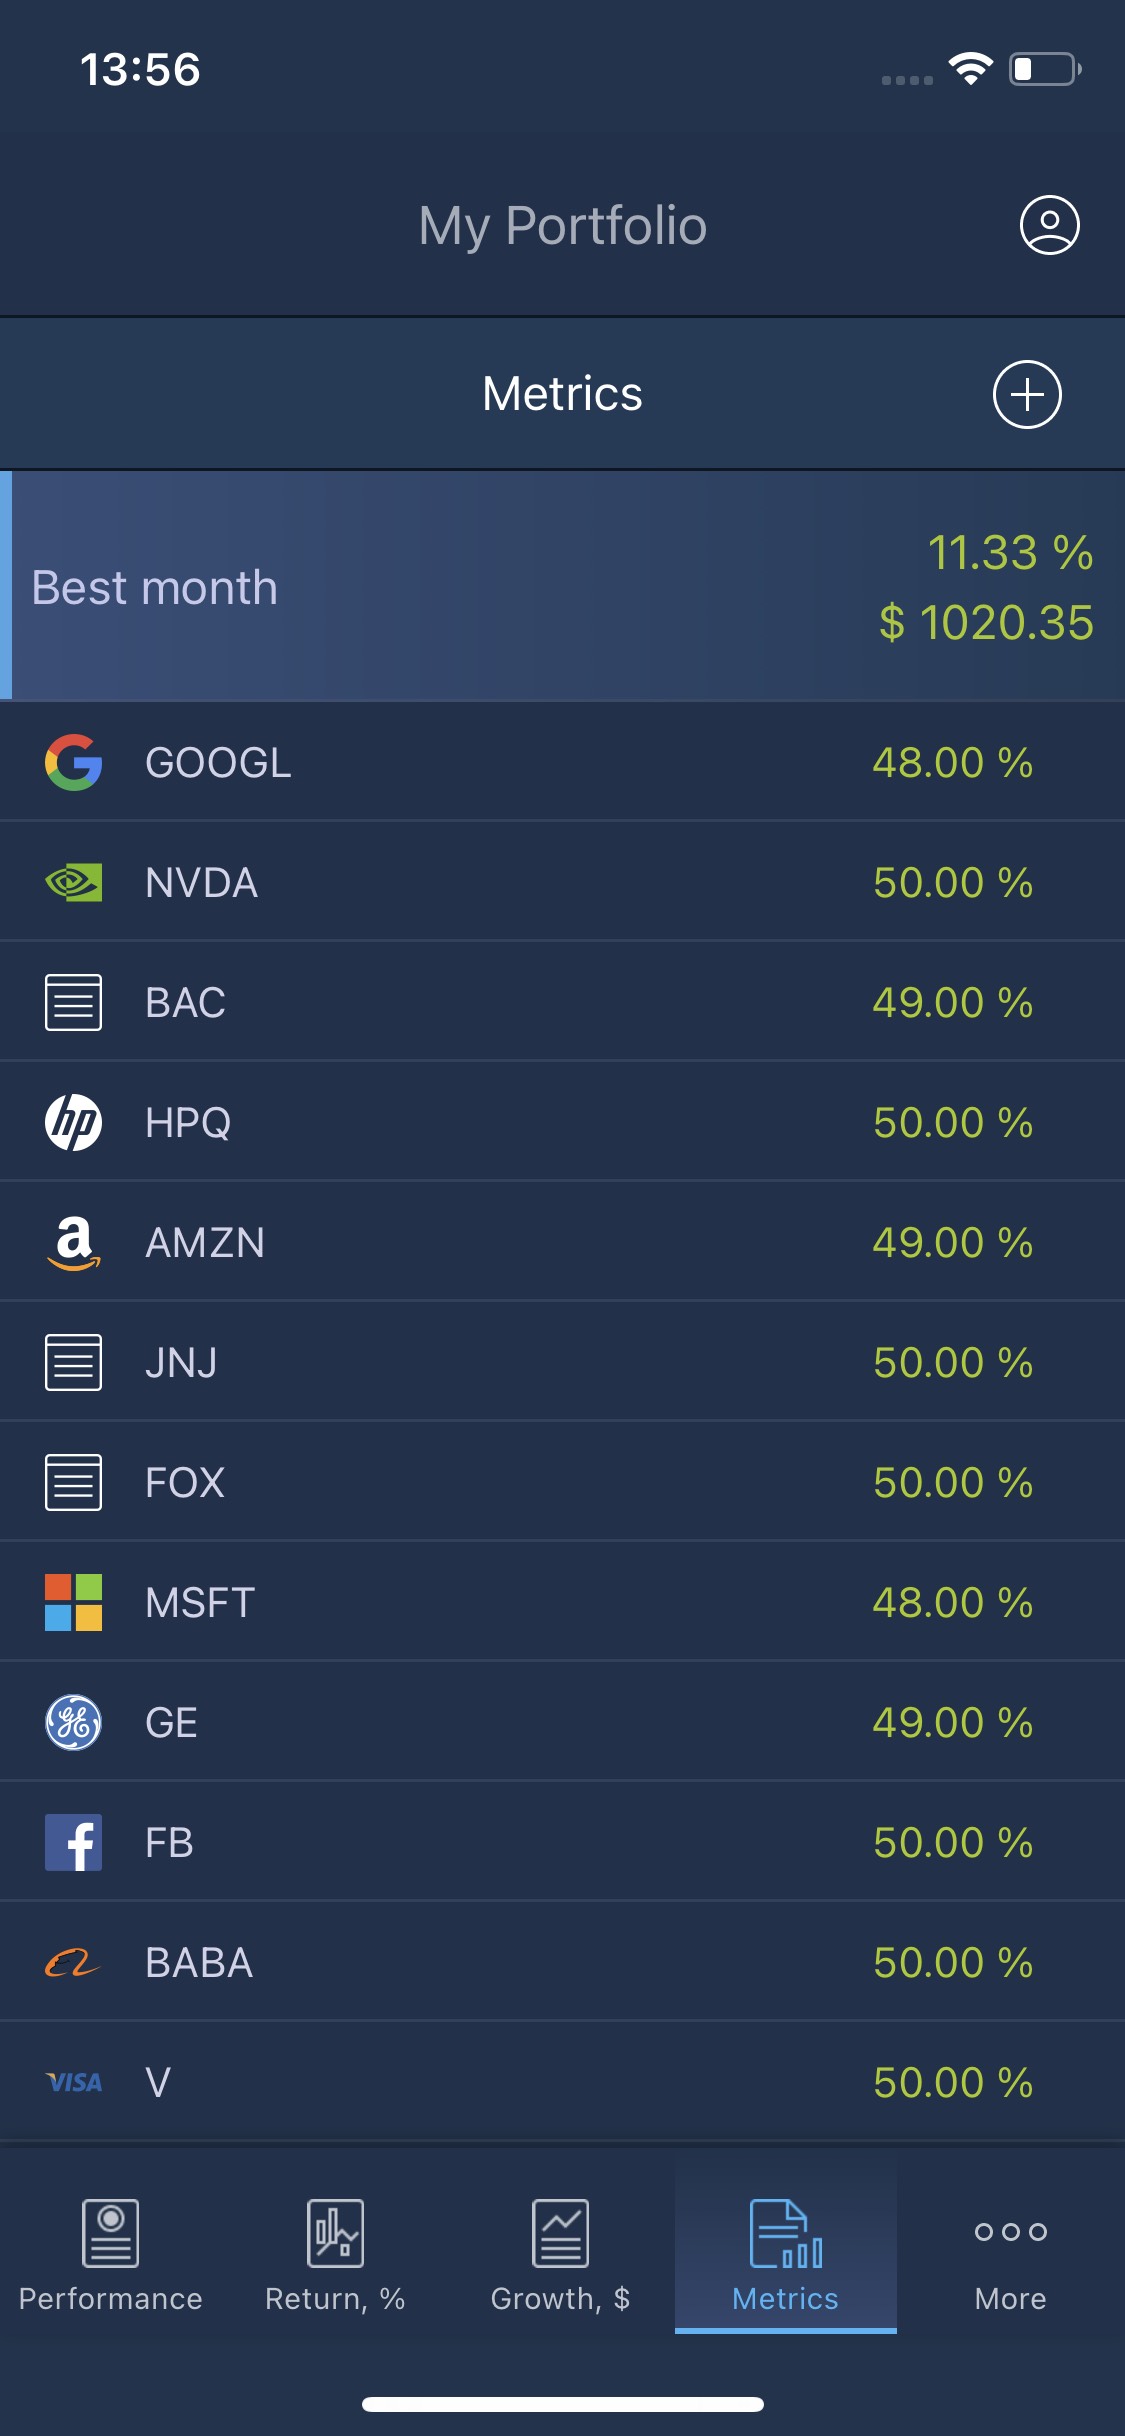 13:56
My Portfolio
Metrics
Best month
11.33 %
$ 1020.35
GOOGL 48.00 %
NVDA 50.00 %
BAC 49.00 %
hp HPQ 50.00 %
a AMZN 49.00 %
JNJ 50.00 %
FOX 50.00 %
MSFT 48.00 %
GE GE 49.00 %
f FB 50.00 %
BABA 50.00 %
VISA V 50.00 %
Performance Return, % Growth, $ Metrics More